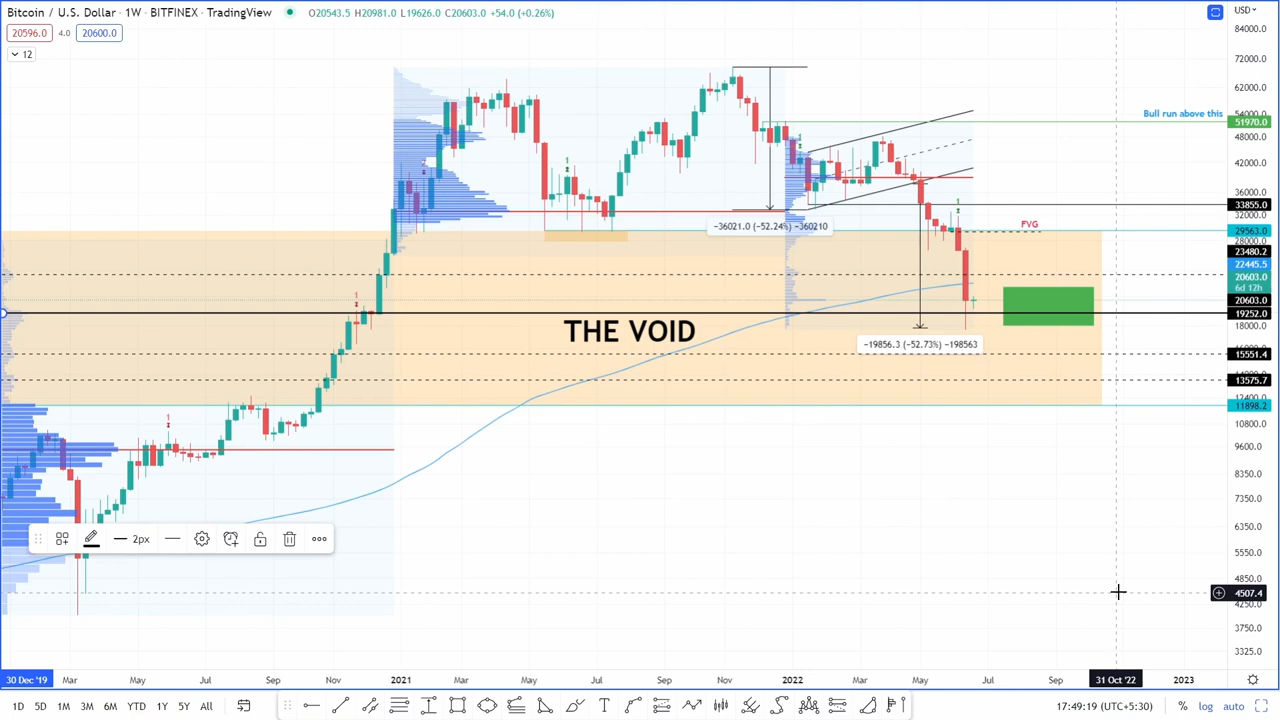 Bitcoin / U.S. Dollar · 1W · BITFINEX · TradingView O20543.5 H20981.0 L19626.0 C20603.0 +54.0 (+0.26%)
USD
20596.0 4.0 20600.0
12
84000.0
72000.0
62000.0
54000.0
Bull run above this
51970.0
48000.0
42000.0
36000.0
33855.0
32000.0
−36021.0 (−52.24%) −360210
FVG
29563.0
28000.0
23480.2
22445.5
20603.0
6d 12h
20603.0
19252.0
18000.0
THE VOID
−19856.3 (−52.73%) −198563
15551.4
13575.7
12400.0
11898.2
10800.0
9600.0
8350.0
7350.0
6350.0
2px
5550.0
4850.0
4507.4
4250.0
3750.0
3325.0
30 Dec '19 Mar May Jul Sep Nov 2021 Mar May Jul Sep Nov 2022 Mar May Jul Sep 31 Oct '22 2023
1D 5D 1M 3M 6M YTD 1Y 5Y All 17:49:19 (UTC+5:30) % log auto